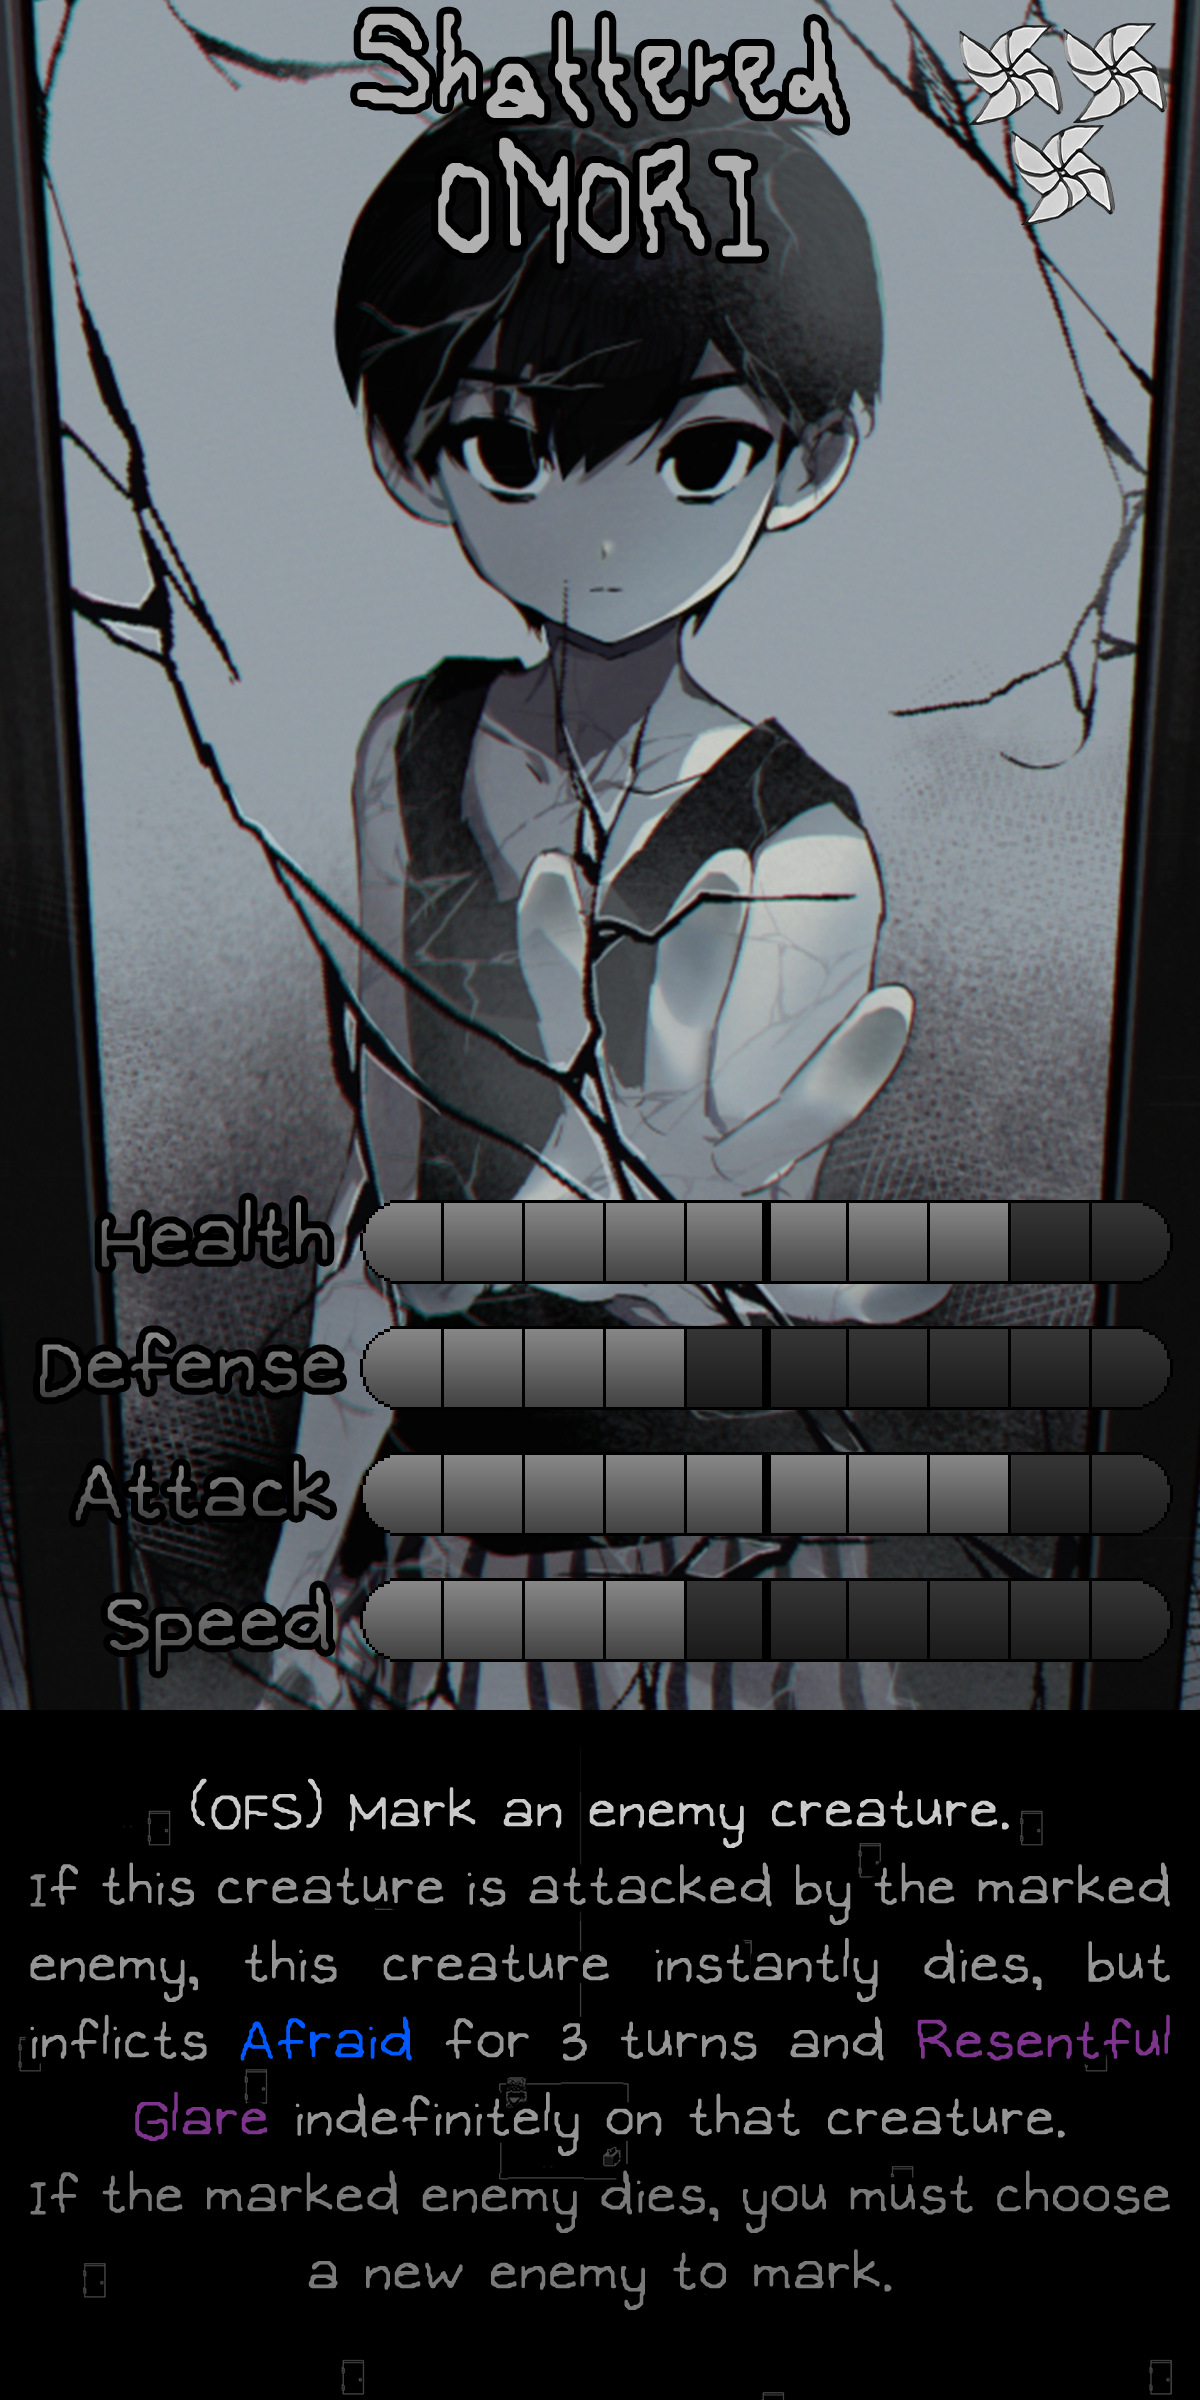 Shattered
OMORI
Health
Defense
Attack
Speed
(OFS) Mark an enemy creature.
If this creature is attacked by the marked
enemy, this creature instantly dies, but
inflicts Afraid for 3 turns and Resentful
Glare indefinitely on that creature.
If the marked enemy dies, you must choose
a new enemy to mark.